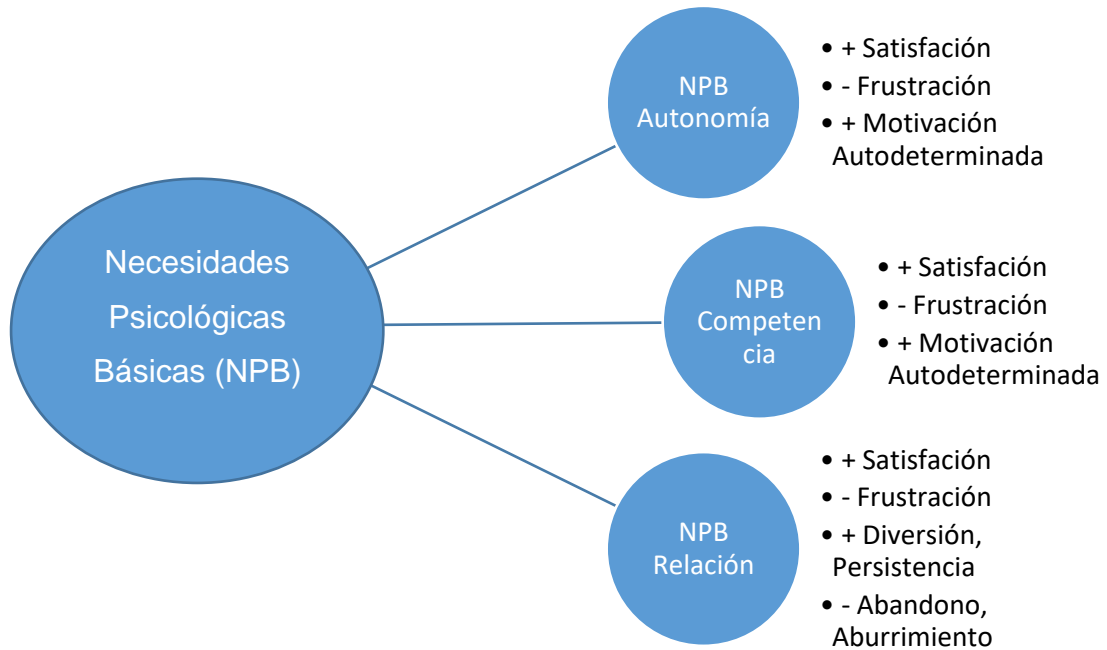 Necesidades
Psicológicas
Básicas (NPB)
NPB
Autonomía
• + Satisfación
• - Frustración
• + Motivación
Autodeterminada
NPB
Competen
cia
• + Satisfación
• - Frustración
• + Motivación
Autodeterminada
NPB
Relación
• + Satisfación
• - Frustración
• + Diversión,
Persistencia
• - Abandono,
Aburrimiento